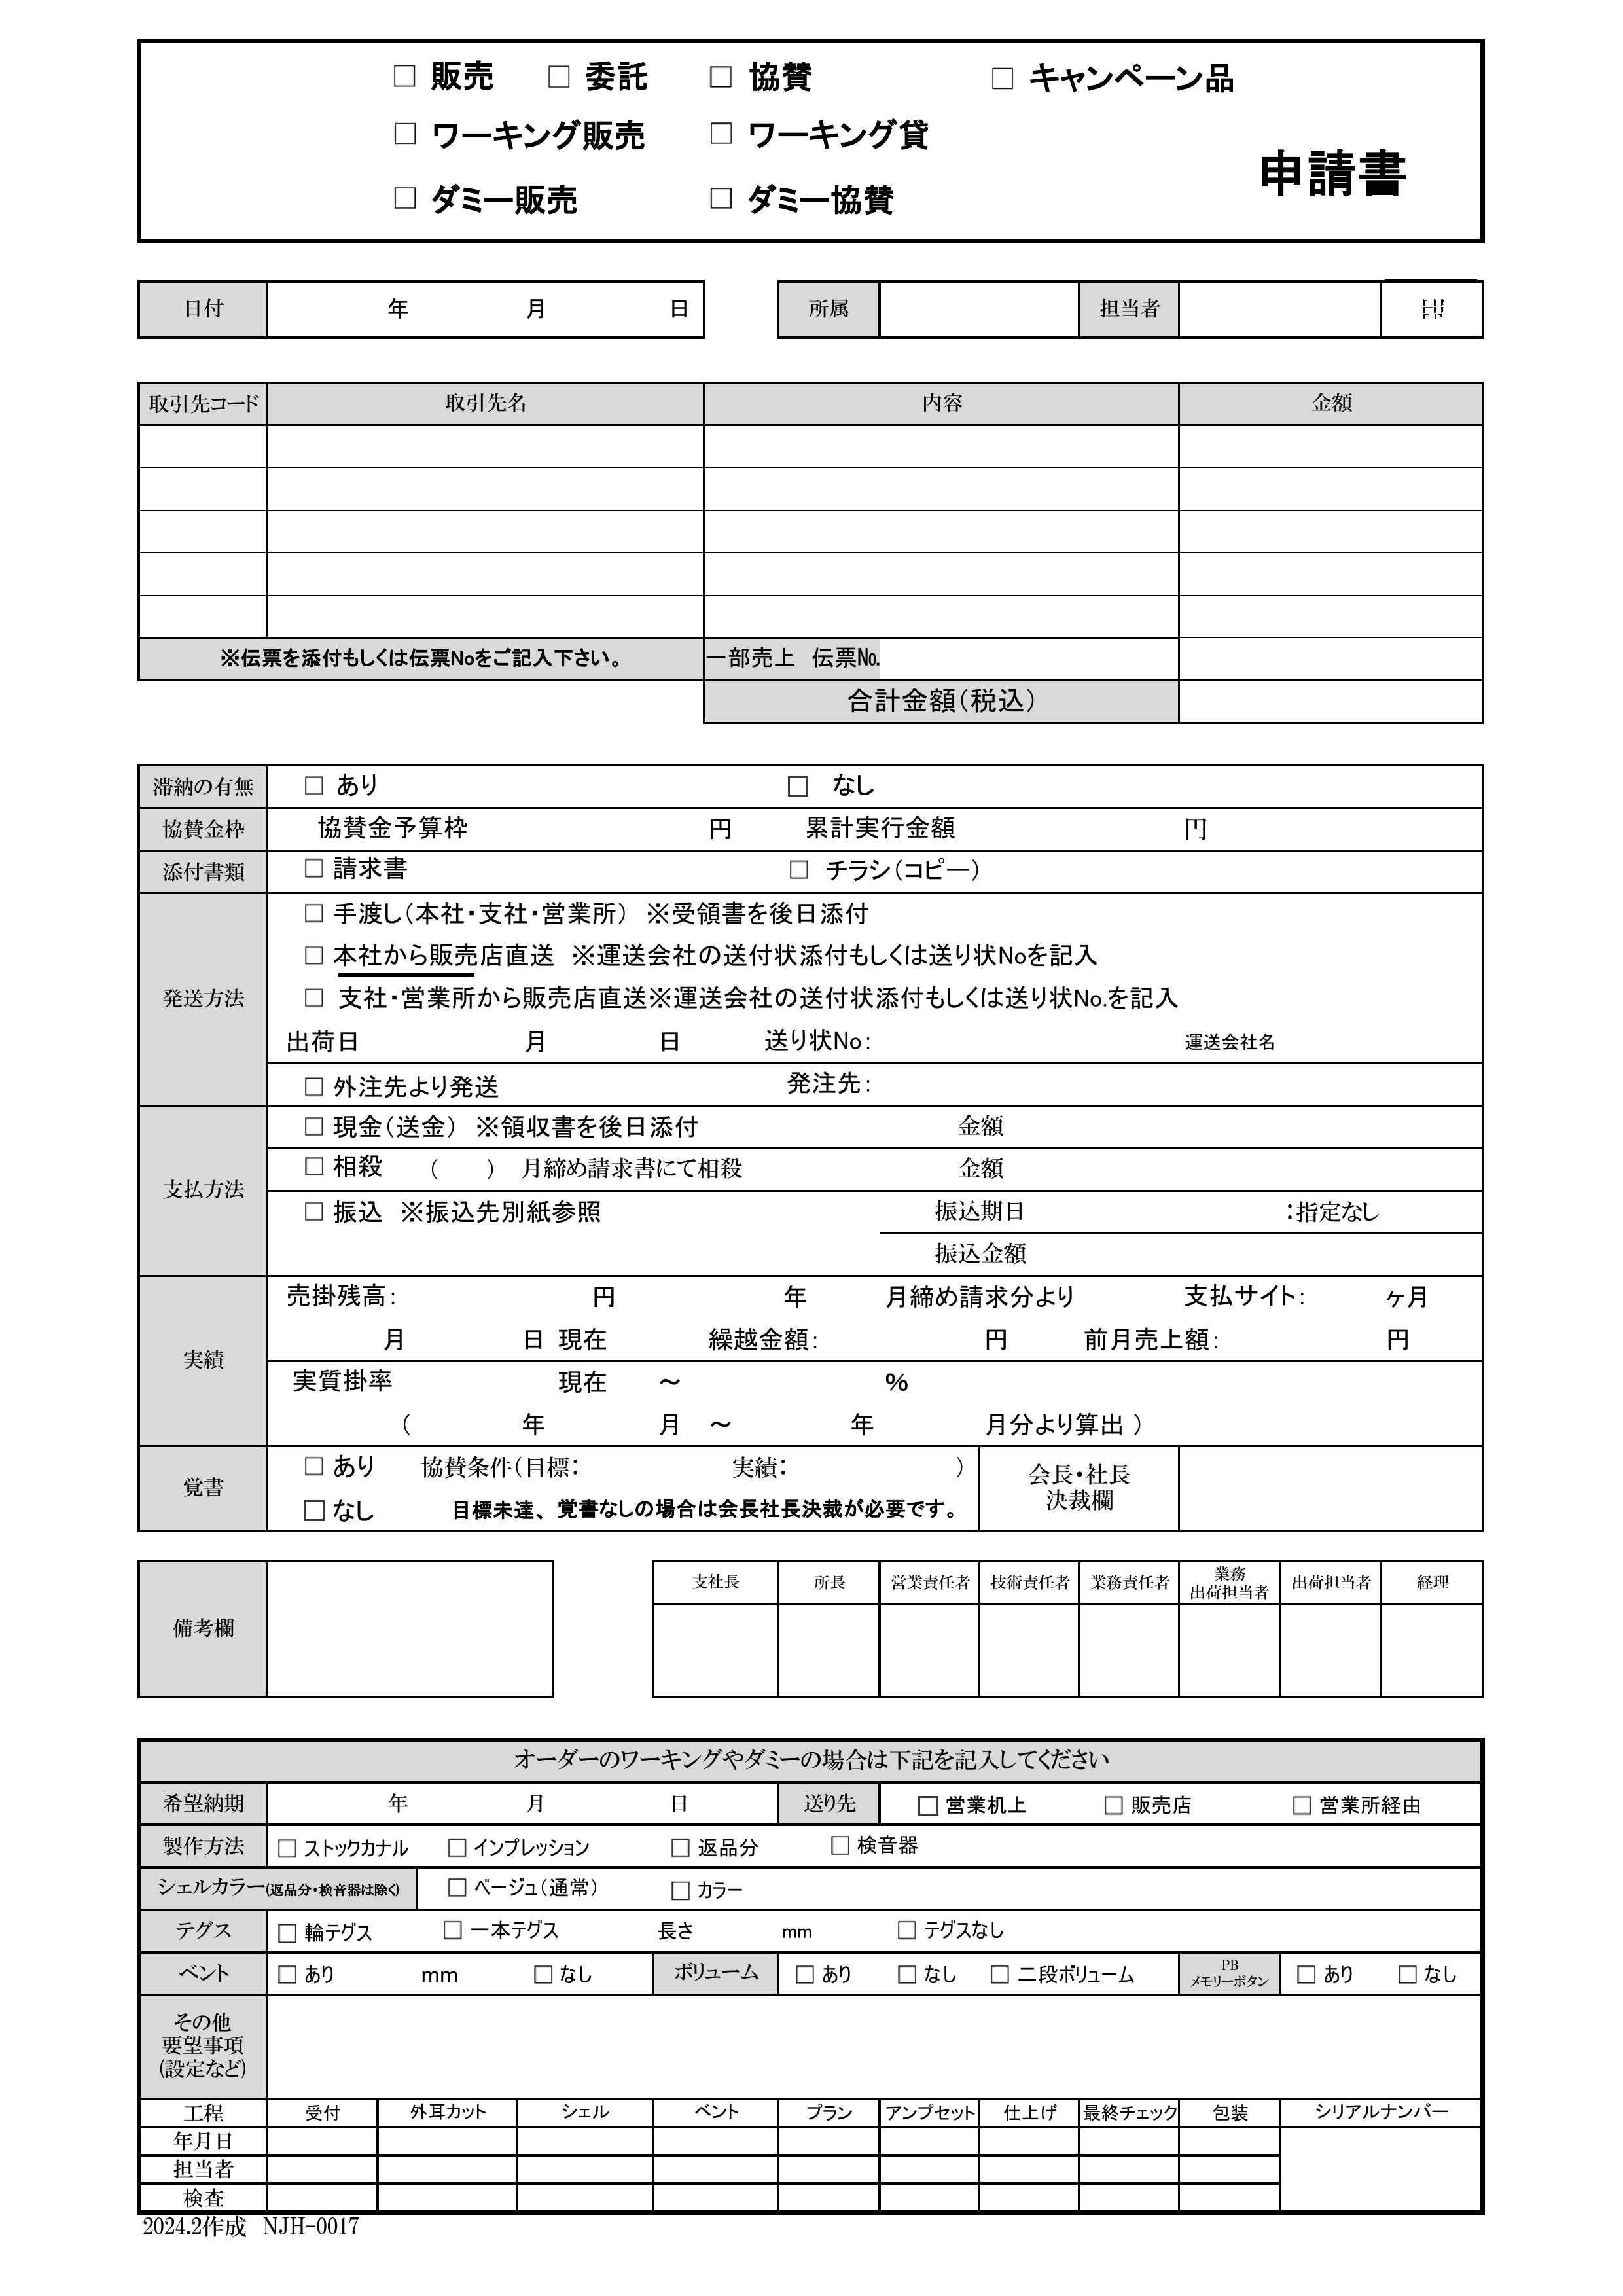 □ 販売 □ 委託 □ 協賛 □ キャンペーン品
□ ワーキング販売 □ ワーキング貸
申請書
□ ダミー販売 □ ダミー協賛
日付 年 月 日 所属 担当者 印
取引先コード 取引先名 内容 金額
※伝票を添付もしくは伝票Noをご記入下さい。 一部売上 伝票№
合計金額(税込)
滞納の有無 □ あり □ なし
協賛金枠 協賛金予算枠 円 累計実行金額 円
添付書類 □ 請求書 □ チラシ(コピー)
発送方法
□ 手渡し(本社・支社・営業所) ※受領書を後日添付
□ 本社から販売店直送 ※運送会社の送付状添付もしくは送り状Noを記入
□ 支社・営業所から販売店直送※運送会社の送付状添付もしくは送り状No.を記入
出荷日 月 日 送り状No: 運送会社名
□ 外注先より発送 発注先:
支払方法
□ 現金(送金) ※領収書を後日添付 金額
□ 相殺 ( ) 月締め請求書にて相殺 金額
□ 振込 ※振込先別紙参照 振込期日 :指定なし
振込金額
実績
売掛残高: 円 年 月締め請求分より 支払サイト: ヶ月
月 日 現在 繰越金額: 円 前月売上額: 円
実質掛率 現在 ～ %
( 年 月 ～ 年 月分より算出 )
覚書
□ あり 協賛条件(目標: 実績: )
□ なし 目標未達、覚書なしの場合は会長社長決裁が必要です。
会長・社長
決裁欄
備考欄
支社長 所長 営業責任者 技術責任者 業務責任者 業務 出荷担当者 出荷担当者 経理
オーダーのワーキングやダミーの場合は下記を記入してください
希望納期 年 月 日 送り先 □ 営業机上 □ 販売店 □ 営業所経由
製作方法 □ ストックカナル □ インプレッション □ 返品分 □ 検音器
シェルカラー(返品分・検音器は除く) □ ベージュ(通常) □ カラー
テグス □ 輪テグス □ 一本テグス 長さ mm □ テグスなし
ベント □ あり mm □ なし ボリューム □ あり □ なし □ 二段ボリューム PB メモリーボタン □ あり □ なし
その他
要望事項
(設定など)
工程 受付 外耳カット シェル ベント プラン アンプセット 仕上げ 最終チェック 包装 シリアルナンバー
年月日
担当者
検査
2024.2作成 NJH-0017